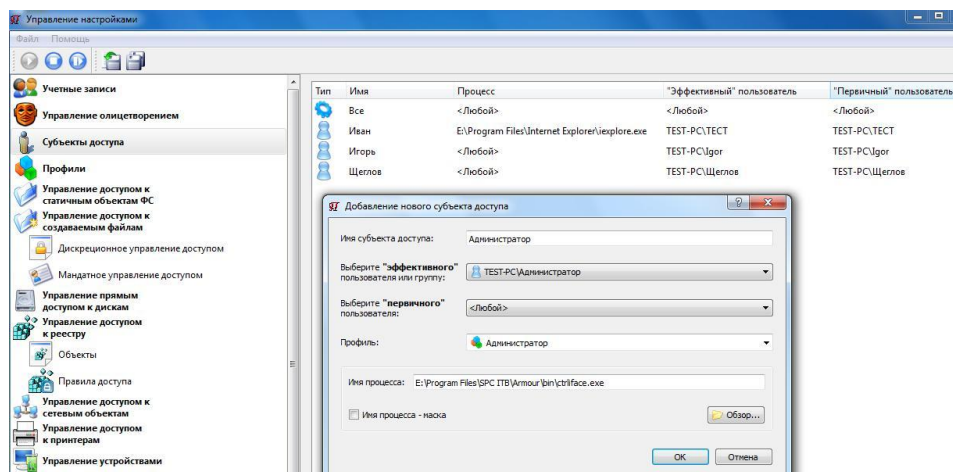 Управление настройками
Файл Помощь
Учетные записи
Управление олицетворением
Субъекты доступа
Профили
Управление доступом к
статичным объектам ФС
Управление доступом к
создаваемым файлам
Дискреционное управление доступом
Мандатное управление доступом
Управление прямым
доступом к дискам
Управление доступом
к реестру
Объекты
Правила доступа
Управление доступом к
сетевым объектам
Управление доступом
к принтерам
Управление устройствами
Тип Имя Процесс "Эффективный" пользователь "Первичный" пользователь
Все <Любой> <Любой> <Любой>
Иван E:\Program Files\Internet Explorer\iexplore.exe TEST-PC\ТЕСТ TEST-PC\ТЕСТ
Игорь <Любой> TEST-PC\Igor TEST-PC\Igor
Щеглов <Любой> TEST-PC\Щеглов TEST-PC\Щеглов
Добавление нового субъекта доступа
Имя субъекта доступа: Администратор
Выберите "эффективного"
пользователя или группу: TEST-PC\Администратор
Выберите "первичного"
пользователя: <Любой>
Профиль: Администратор
Имя процесса: E:\Program Files\SPC ITB\Armour\bin\ctrliface.exe
Имя процесса - маска Обзор...
OK Отмена